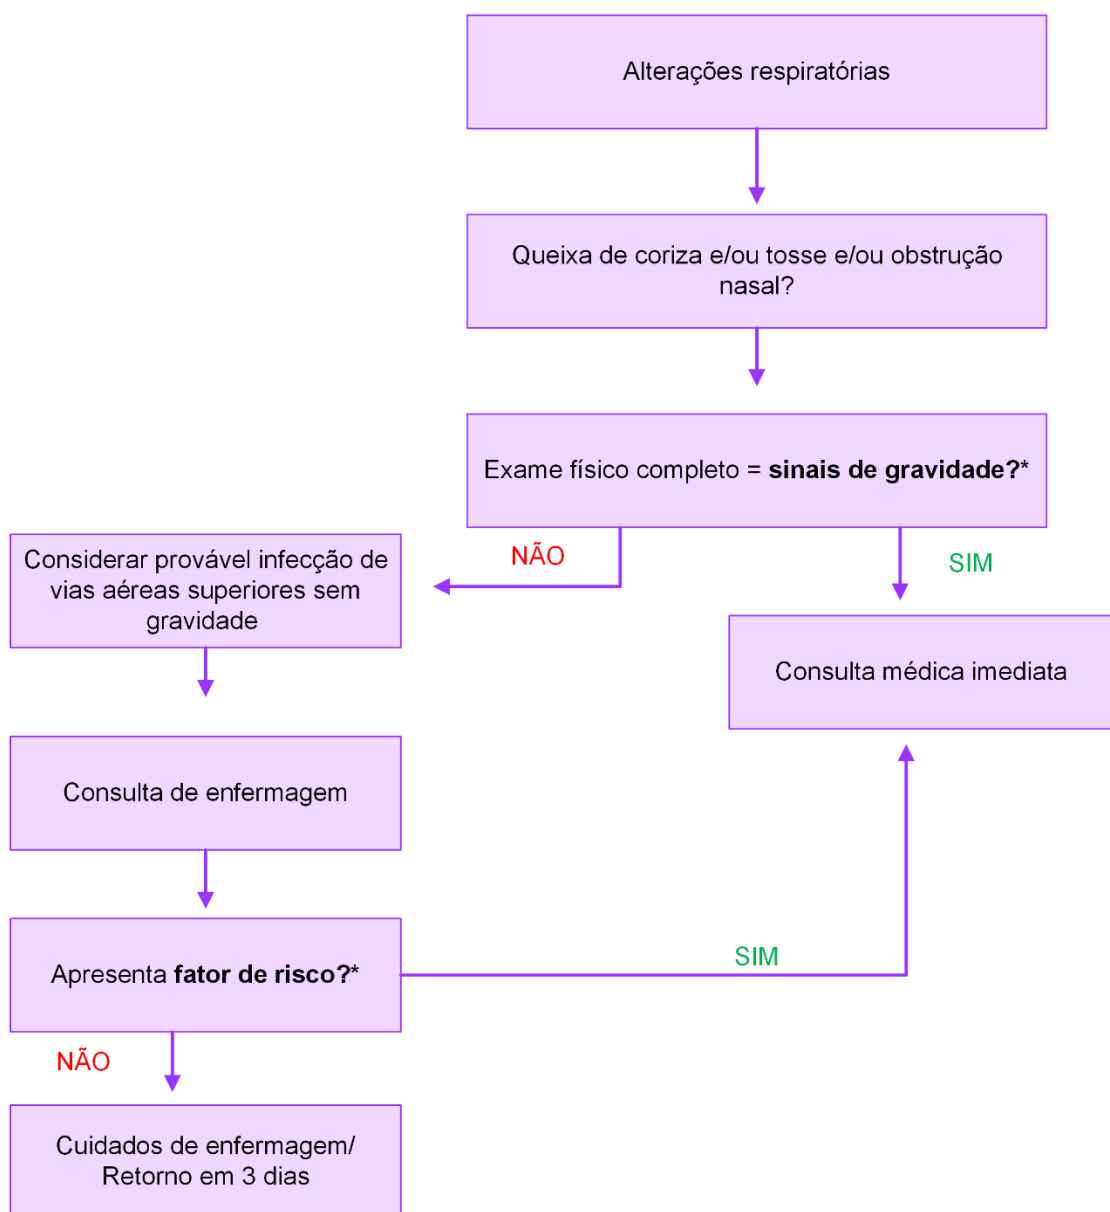 Alterações respiratórias
Queixa de coriza e/ou tosse e/ou obstrução
nasal?
Exame físico completo = sinais de gravidade?*
NÃO
SIM
Considerar provável infecção de
vias aéreas superiores sem
gravidade
Consulta médica imediata
Consulta de enfermagem
Apresenta fator de risco?*
SIM
NÃO
Cuidados de enfermagem/
Retorno em 3 dias